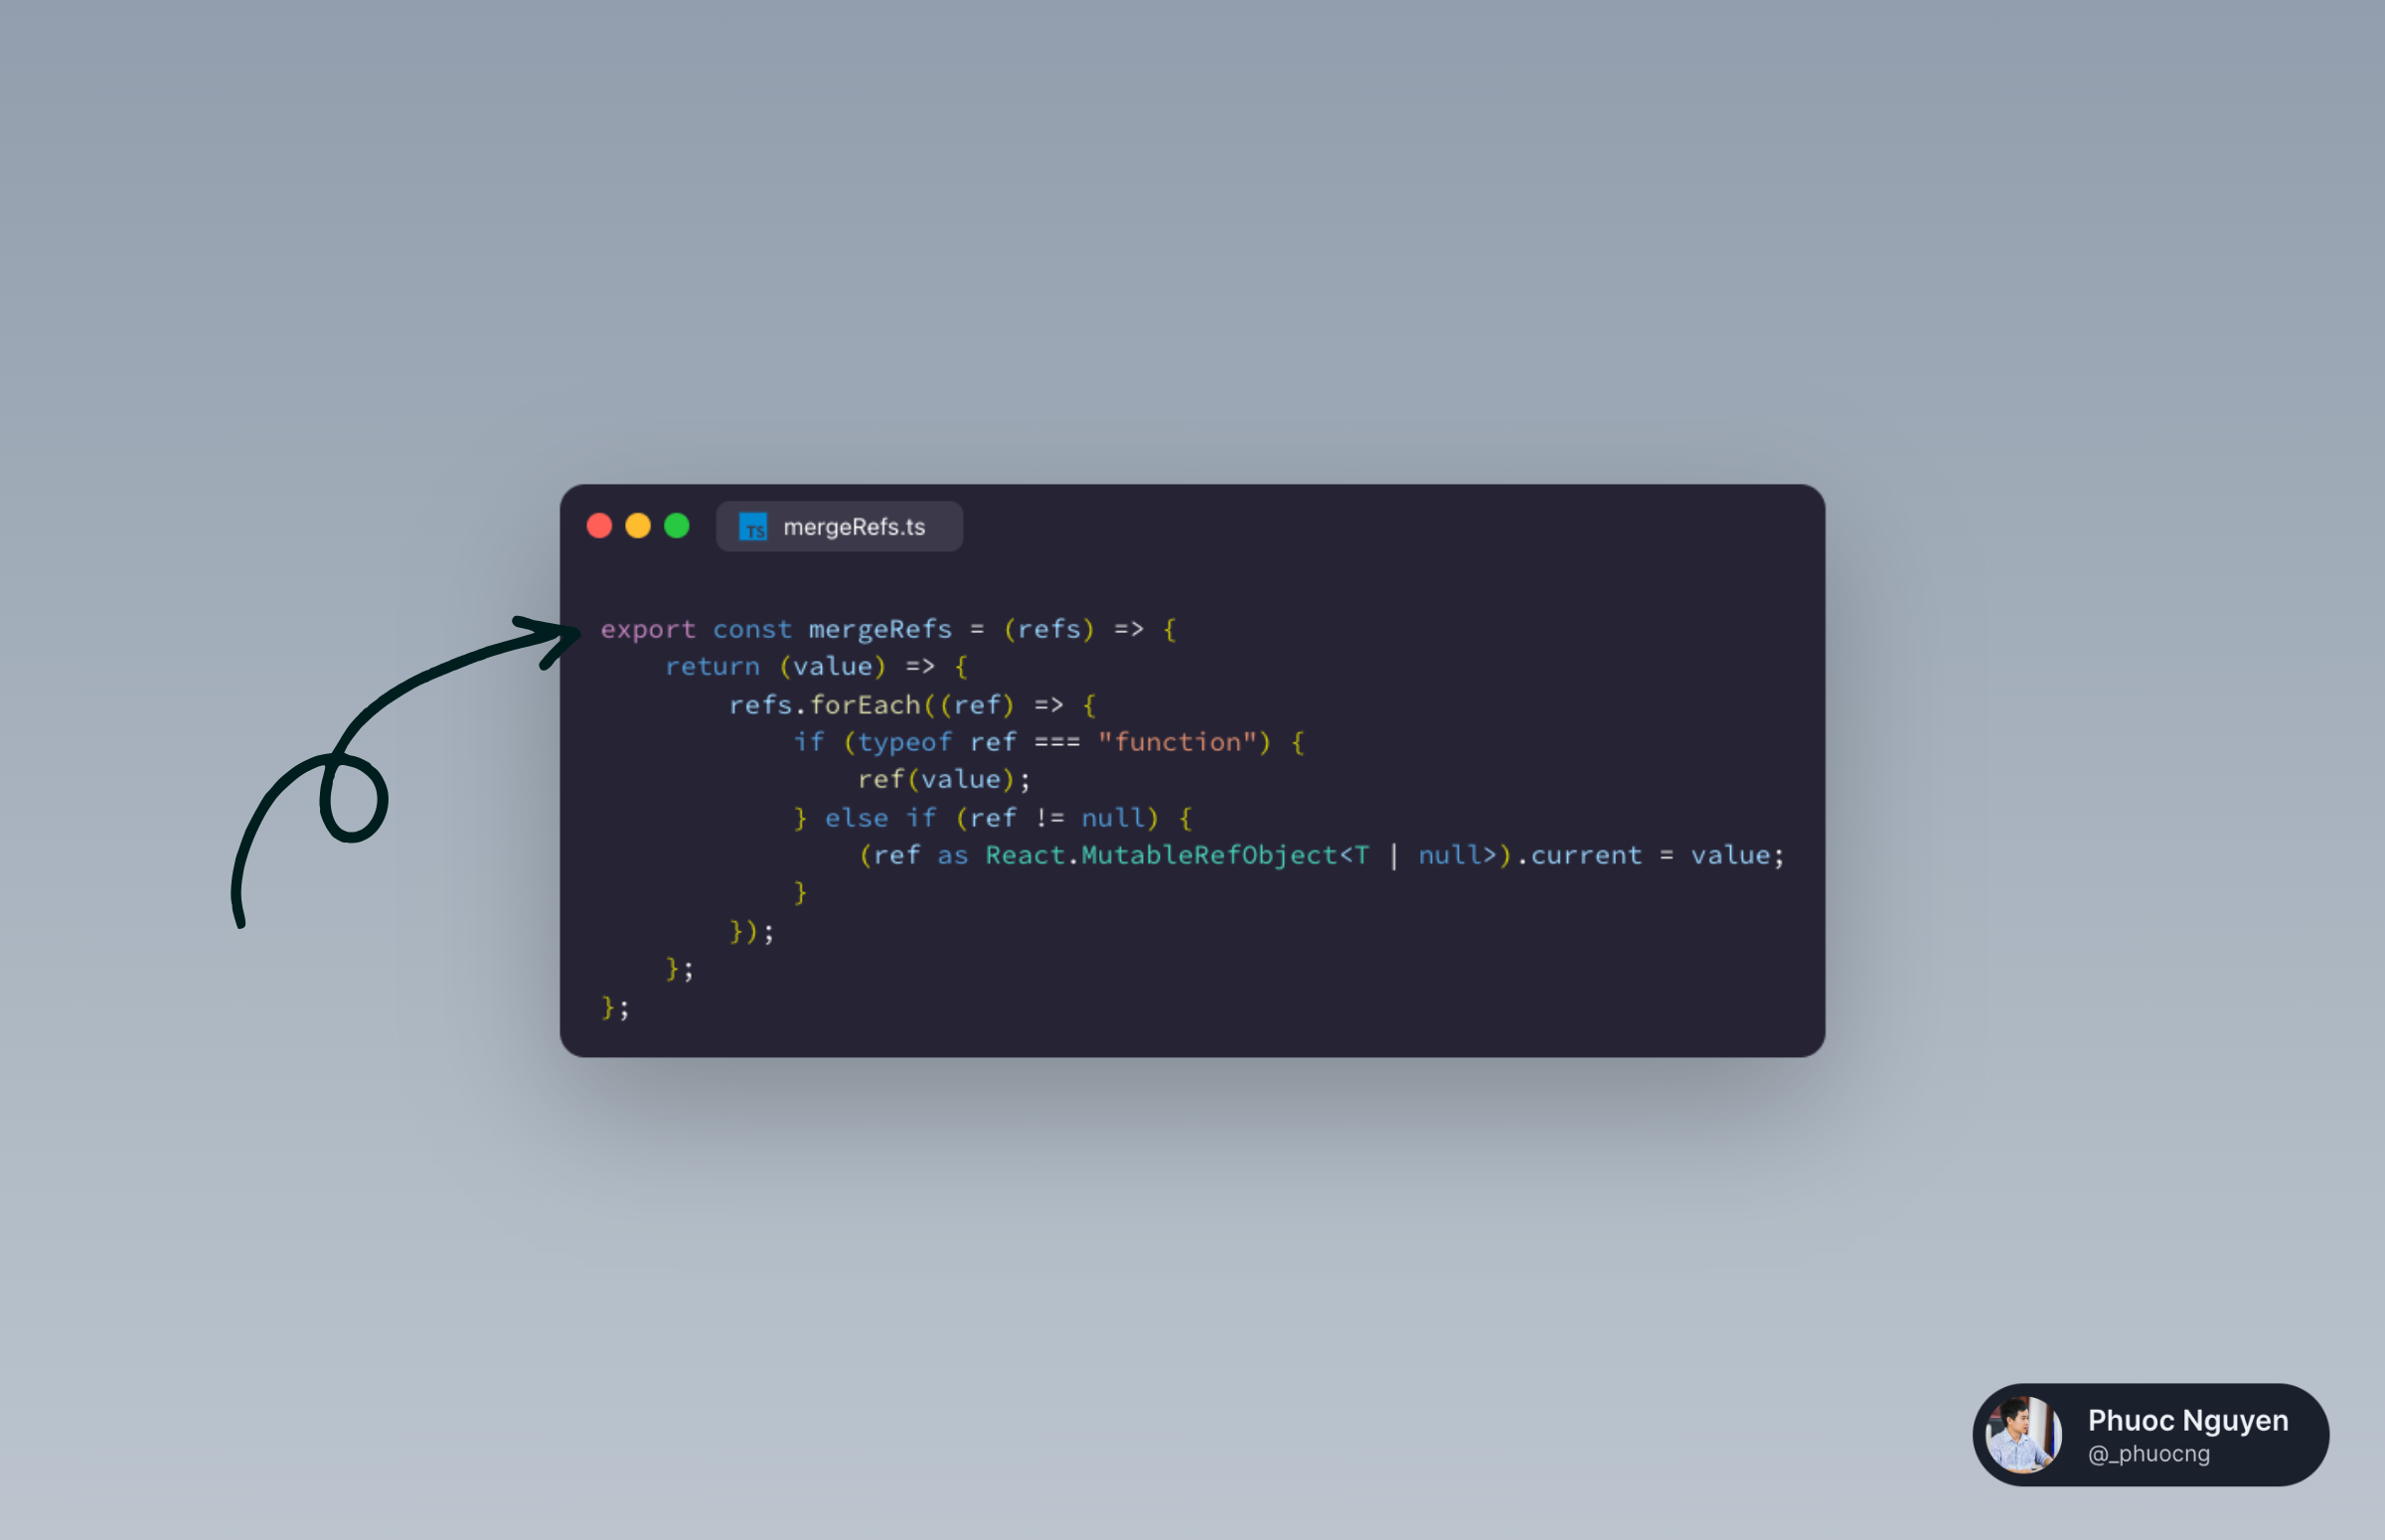 TS mergeRefs.ts
export const mergeRefs = (refs) => {
    return (value) => {
        refs.forEach((ref) => {
            if (typeof ref === "function") {
                ref(value);
            } else if (ref != null) {
                (ref as React.MutableRefObject<T | null>).current = value;
            }
        });
    };
};
Phuoc Nguyen
@_phuocng